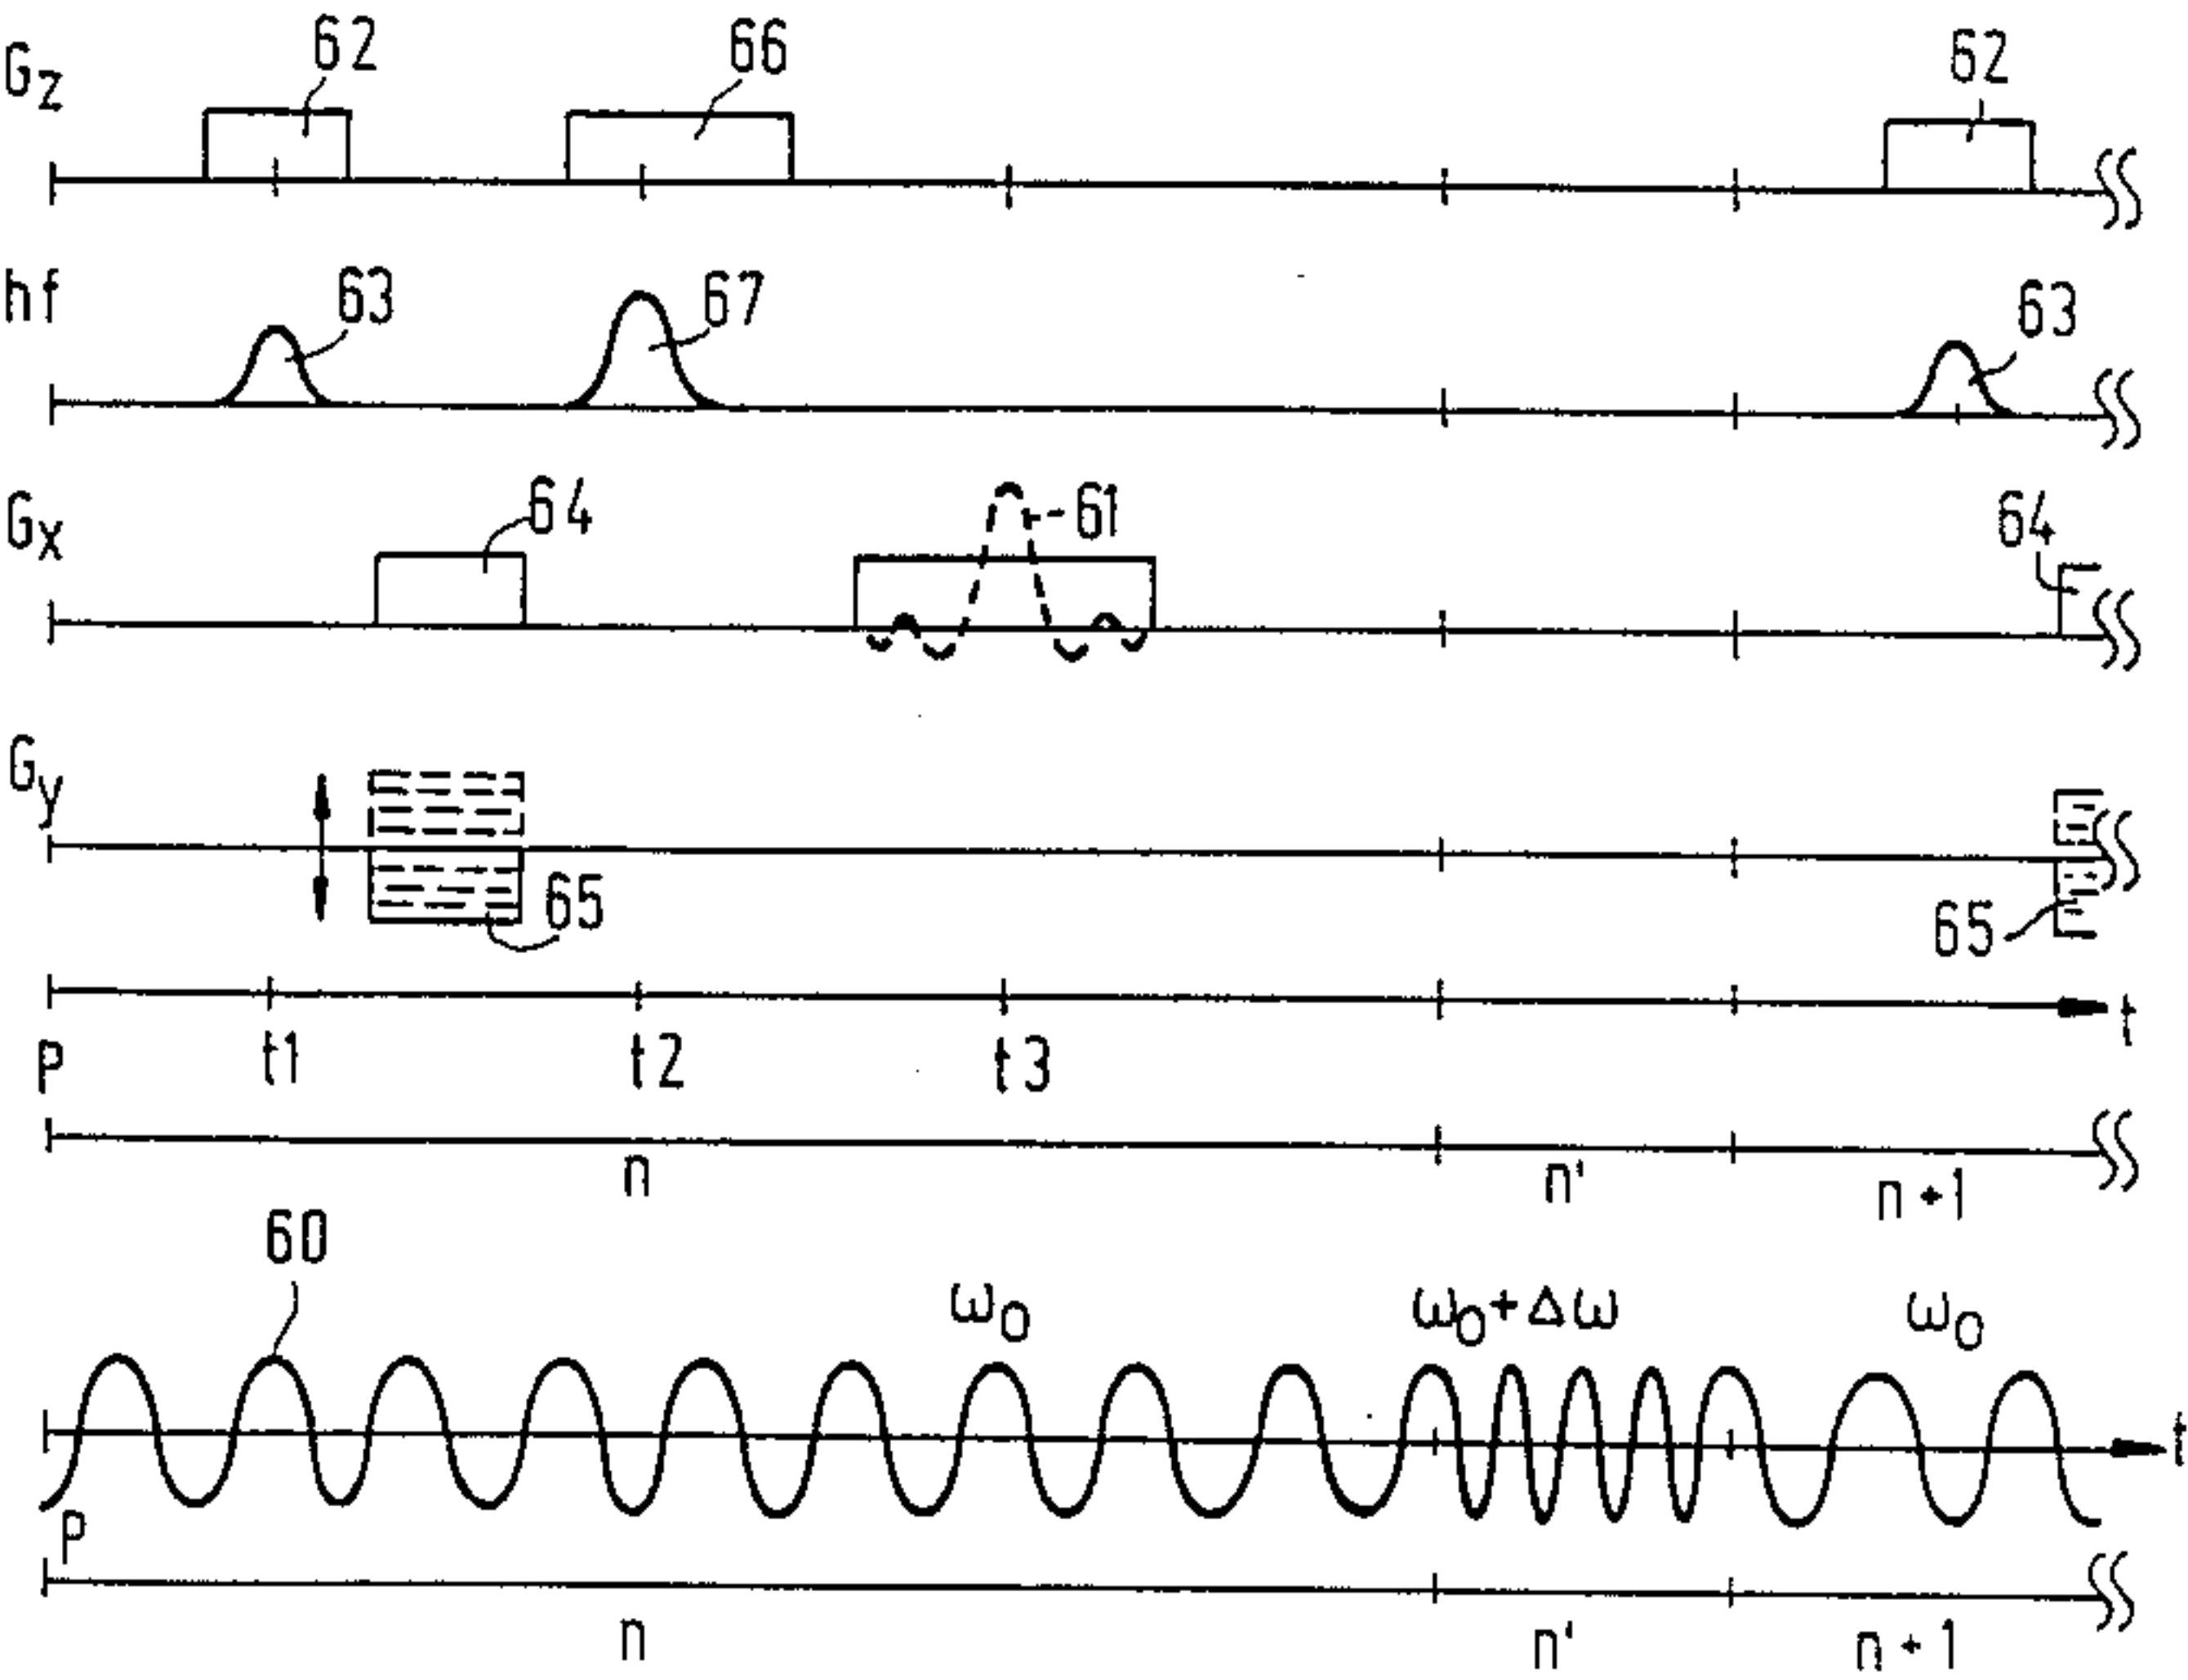 62 66 62
Gz
63 67 63
hf
64 61 64
Gx
Gy
65 65
t
P t1 t2 t3
n n' n+1
60
ω0 ω0+Δω ω0
t
P
n n' n+1